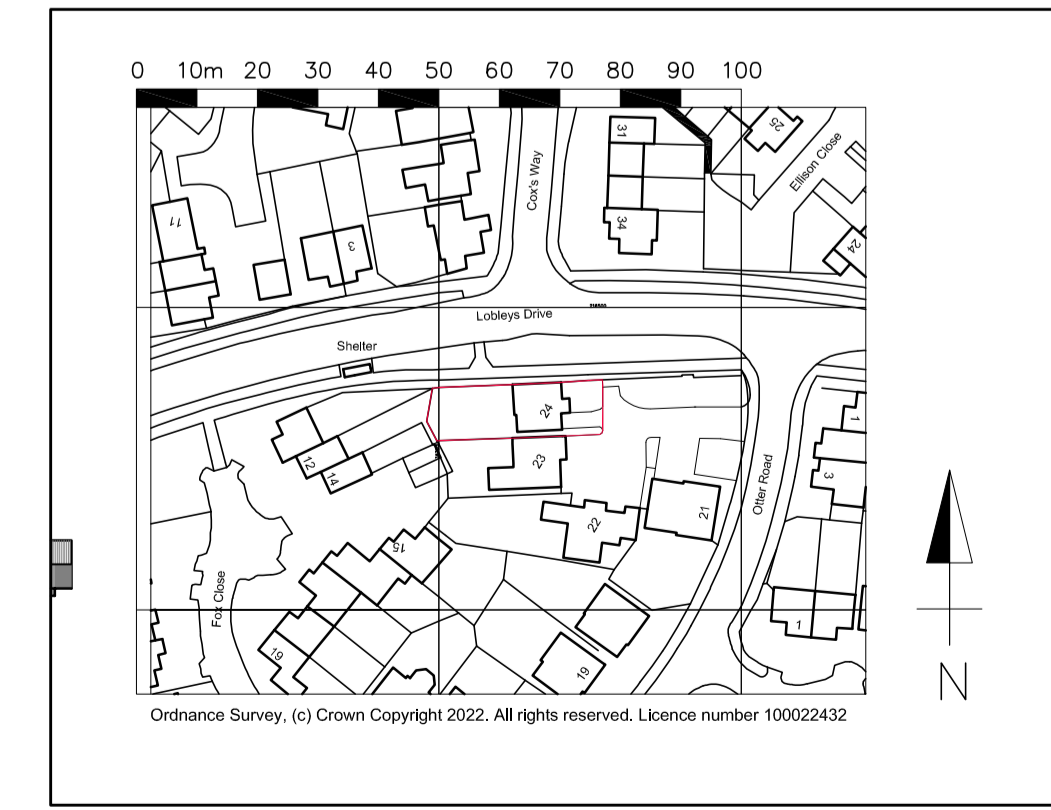 0 10m 20 30 40 50 60 70 80 90 100
31
25
Cox's Way
Ellison Close
11
34
3
24
Lobleys Drive
Shelter
24
1
12
14
23
3
21
Otter Road
22
15
Fox Close
1
19
19
N
Ordnance Survey, (c) Crown Copyright 2022. All rights reserved. Licence number 100022432